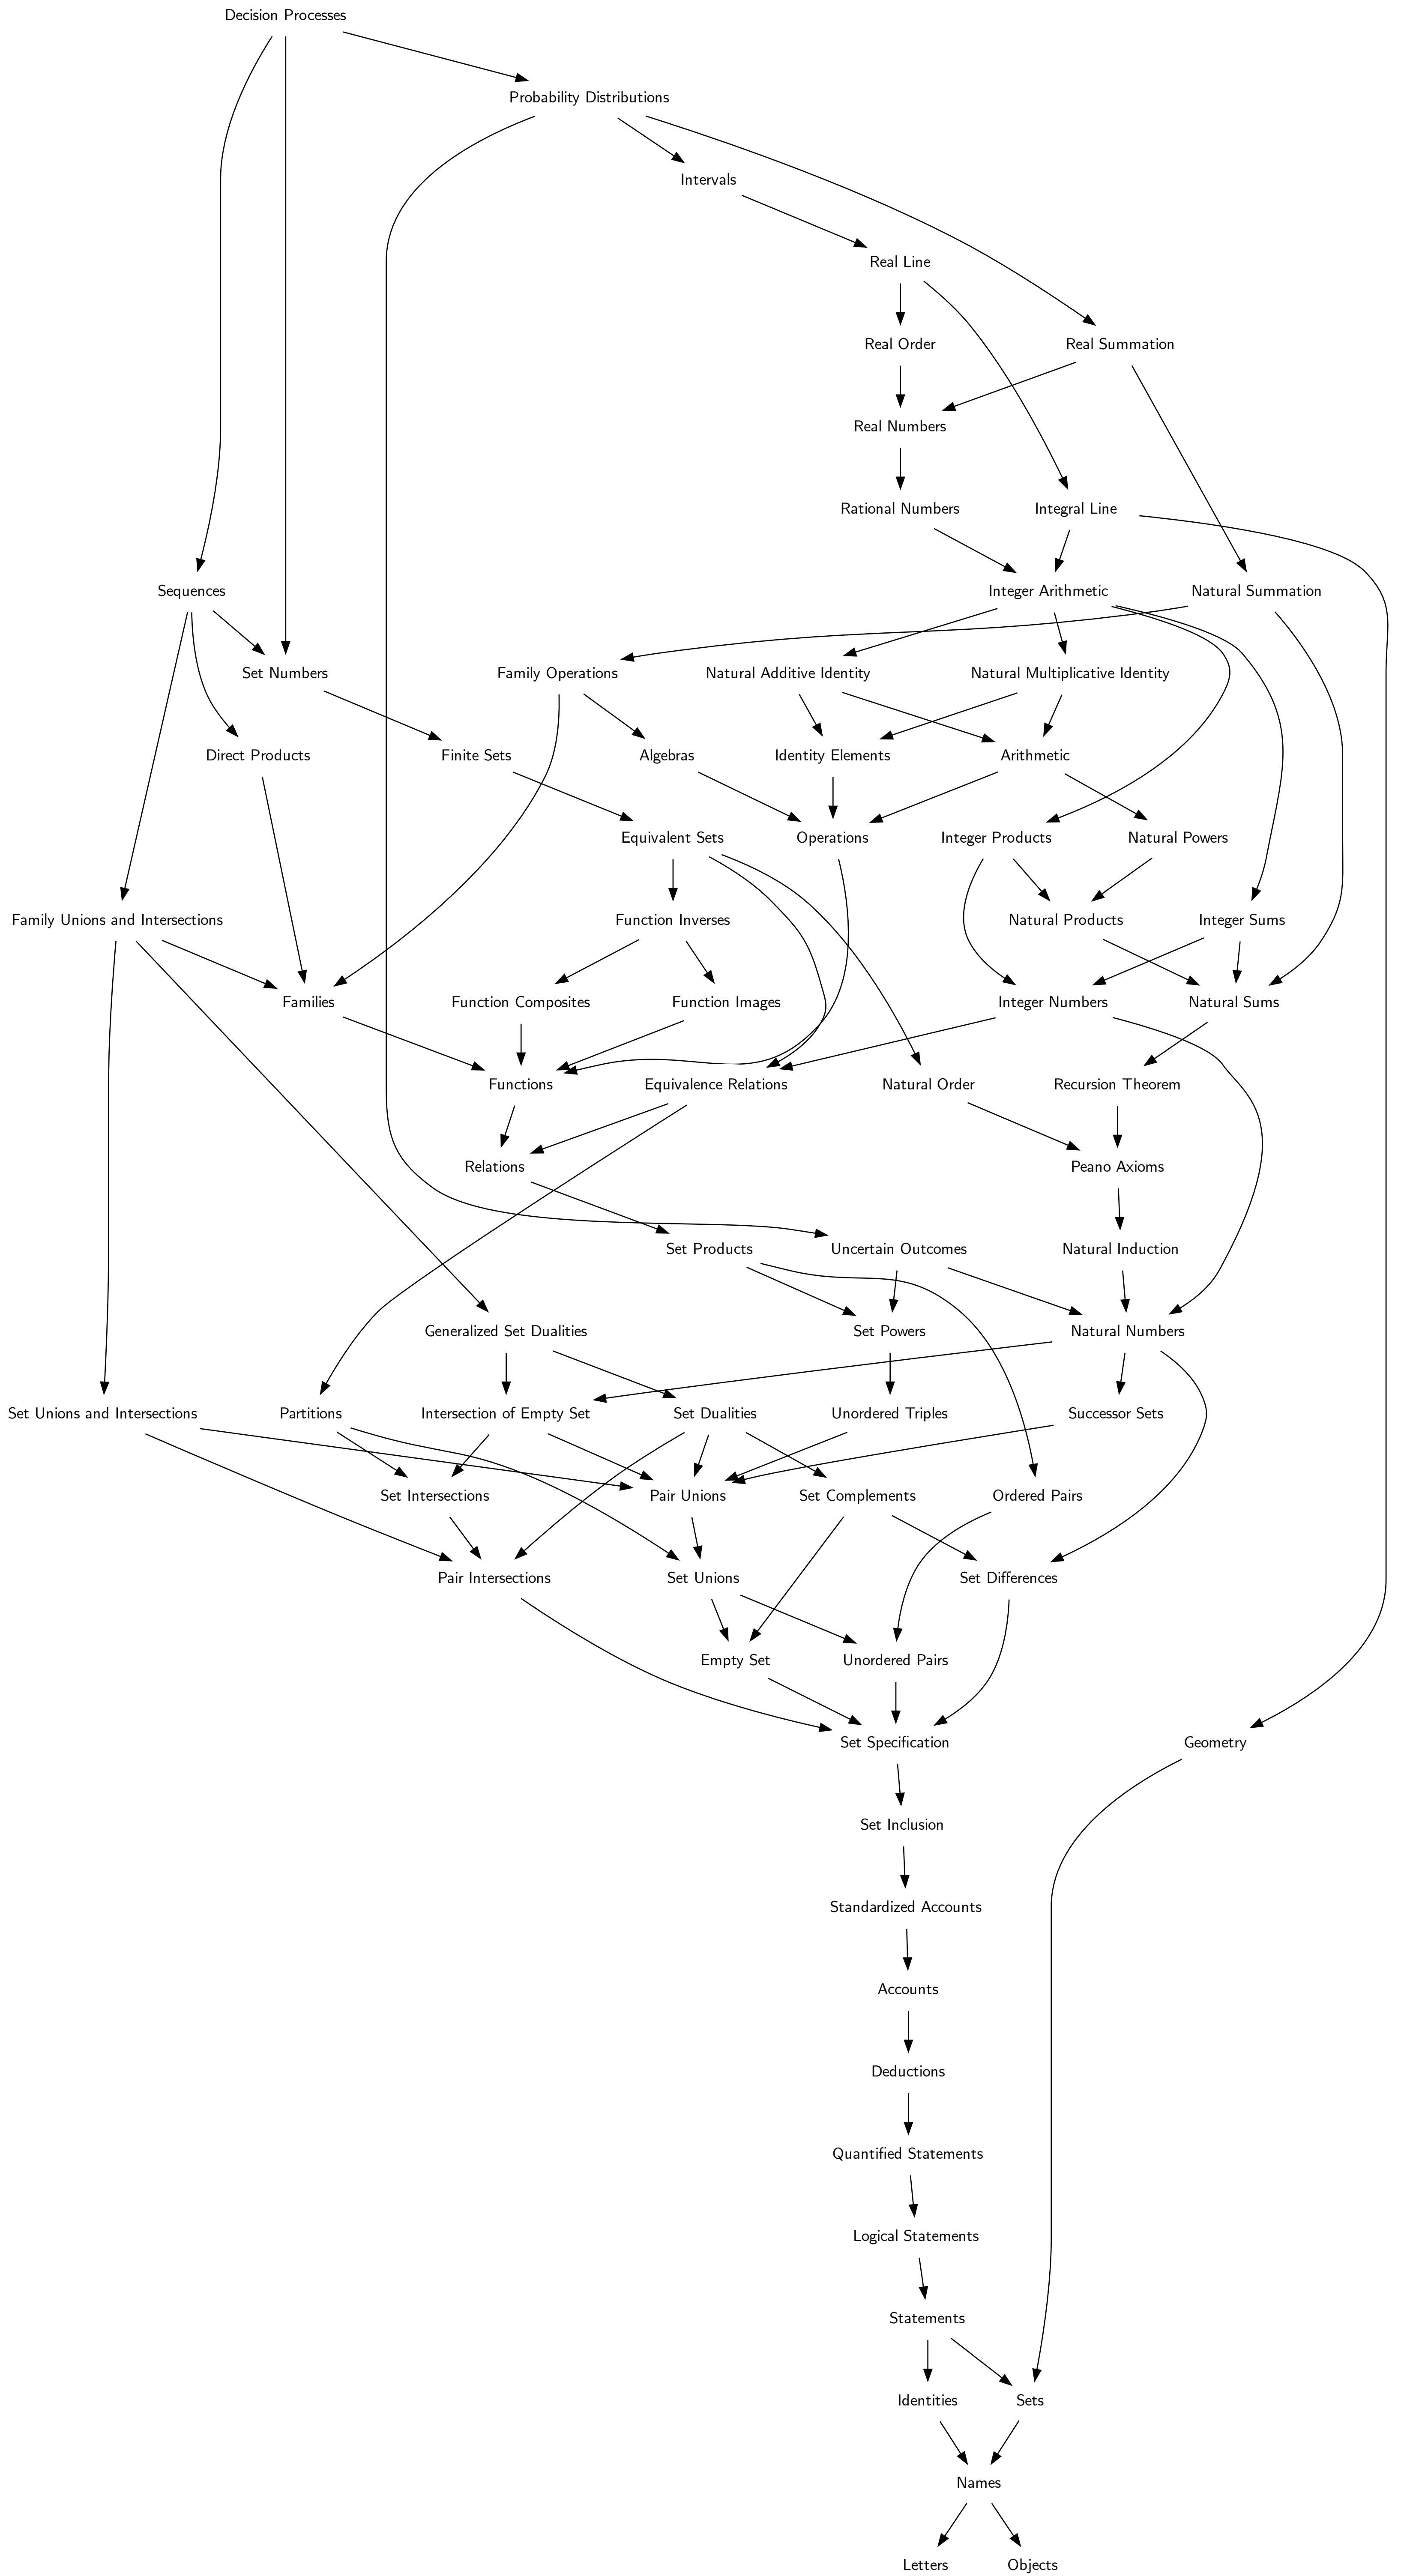 Decision Processes
Probability Distributions
Intervals
Real Line
Real Order
Real Summation
Real Numbers
Rational Numbers
Integral Line
Sequences
Integer Arithmetic
Natural Summation
Set Numbers
Family Operations
Natural Additive Identity
Natural Multiplicative Identity
Direct Products
Finite Sets
Algebras
Identity Elements
Arithmetic
Equivalent Sets
Operations
Integer Products
Natural Powers
Family Unions and Intersections
Function Inverses
Natural Products
Integer Sums
Families
Function Composites
Function Images
Integer Numbers
Natural Sums
Functions
Equivalence Relations
Natural Order
Recursion Theorem
Relations
Peano Axioms
Set Products
Uncertain Outcomes
Natural Induction
Generalized Set Dualities
Set Powers
Natural Numbers
Set Unions and Intersections
Partitions
Intersection of Empty Set
Set Dualities
Unordered Triples
Successor Sets
Set Intersections
Pair Unions
Set Complements
Ordered Pairs
Pair Intersections
Set Unions
Set Differences
Empty Set
Unordered Pairs
Set Specification
Geometry
Set Inclusion
Standardized Accounts
Accounts
Deductions
Quantified Statements
Logical Statements
Statements
Identities
Sets
Names
Letters
Objects